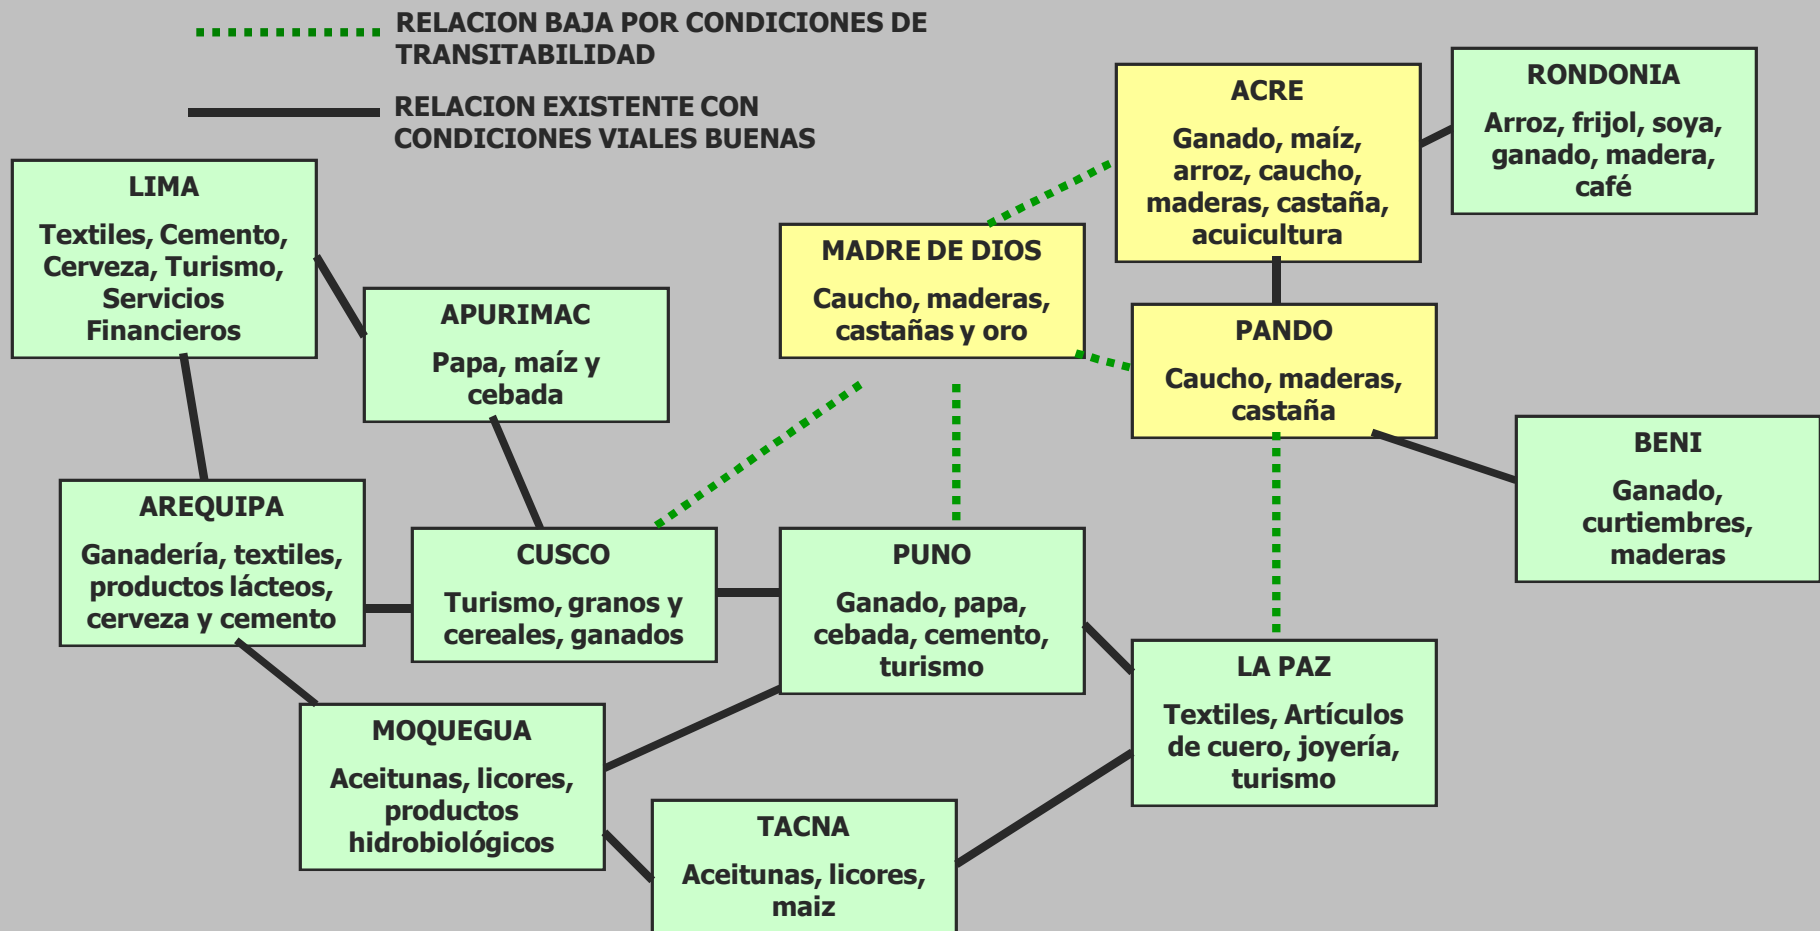 RELACION BAJA POR CONDICIONES DE
TRANSITABILIDAD
RELACION EXISTENTE CON
CONDICIONES VIALES BUENAS
LIMA
Textiles, Cemento,
Cerveza, Turismo,
Servicios
Financieros
APURIMAC
Papa, maíz y
cebada
MADRE DE DIOS
Caucho, maderas,
castañas y oro
ACRE
Ganado, maíz,
arroz, caucho,
maderas, castaña,
acuicultura
RONDONIA
Arroz, frijol, soya,
ganado, madera,
café
PANDO
Caucho, maderas,
castaña
BENI
Ganado,
curtiembres,
maderas
AREQUIPA
Ganadería, textiles,
productos lácteos,
cerveza y cemento
CUSCO
Turismo, granos y
cereales, ganados
PUNO
Ganado, papa,
cebada, cemento,
turismo
LA PAZ
Textiles, Artículos
de cuero, joyería,
turismo
MOQUEGUA
Aceitunas, licores,
productos
hidrobiológicos
TACNA
Aceitunas, licores,
maiz